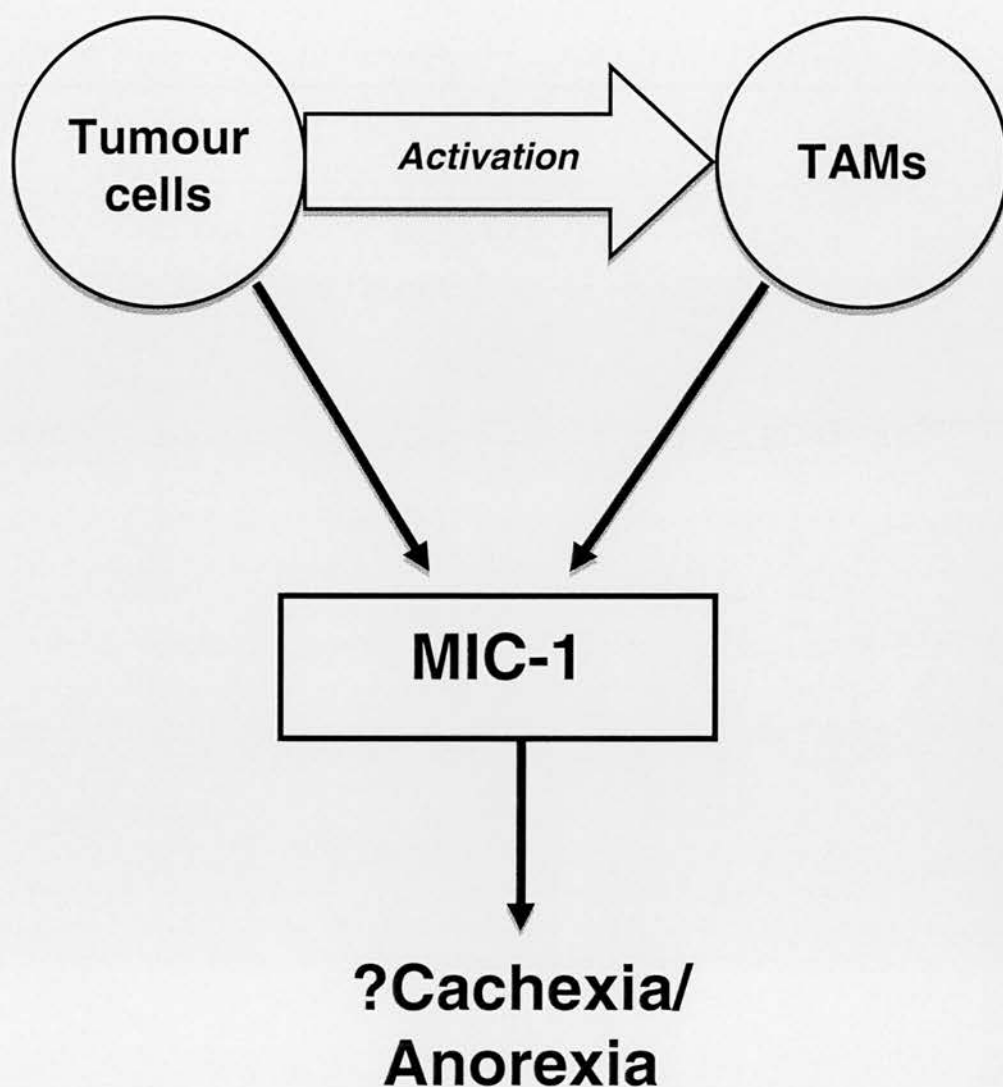 Tumour
cells
Activation
TAMs
MIC-1
?Cachexia/
Anorexia